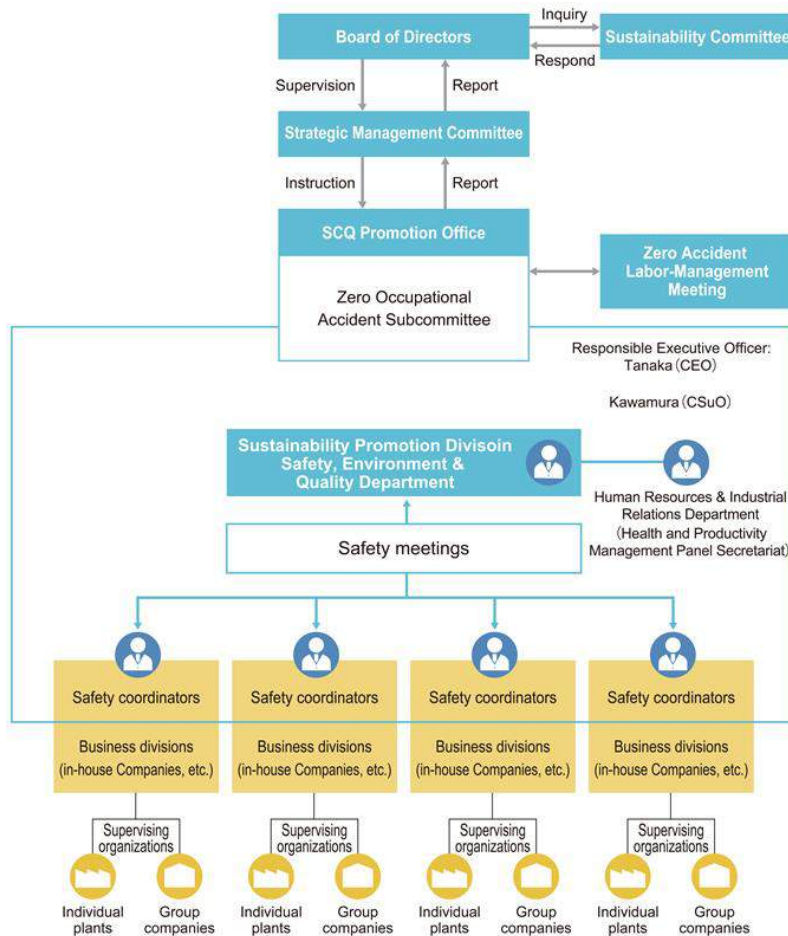 Board of Directors
Inquiry
Respond
Sustainability Committee
Supervision
Report
Strategic Management Committee
Instruction
Report
SCQ Promotion Office
Zero Occupational
Accident Subcommittee
Zero Accident
Labor-Management
Meeting
Responsible Executive Officer:
Tanaka (CEO)
Kawamura (CSuO)
Sustainability Promotion Divisoin
Safety, Environment &
Quality Department
Human Resources & Industrial
Relations Department
(Health and Productivity
Management Panel Secretariat)
Safety meetings
Safety coordinators
Safety coordinators
Safety coordinators
Safety coordinators
Business divisions
(in-house Companies, etc.)
Business divisions
(in-house Companies, etc.)
Business divisions
(in-house Companies, etc.)
Business divisions
(in-house Companies, etc.)
Supervising
organizations
Supervising
organizations
Supervising
organizations
Supervising
organizations
Individual
plants
Group
companies
Individual
plants
Group
companies
Individual
plants
Group
companies
Individual
plants
Group
companies